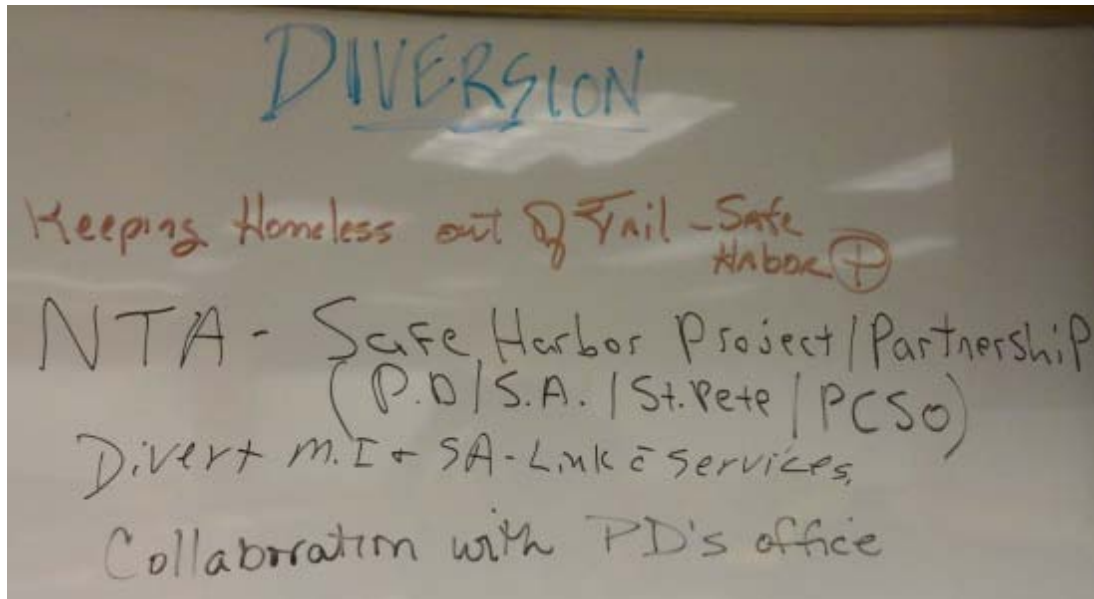 DIVERSION
Keeping Homeless out of Jail - Safe Harbor +
NTA - Safe Harbor Project/Partnership
(P.D/S.A./St.Pete/PCSO)
Divert M.I + SA - Link c̄ services,
Collaboration with PD's office